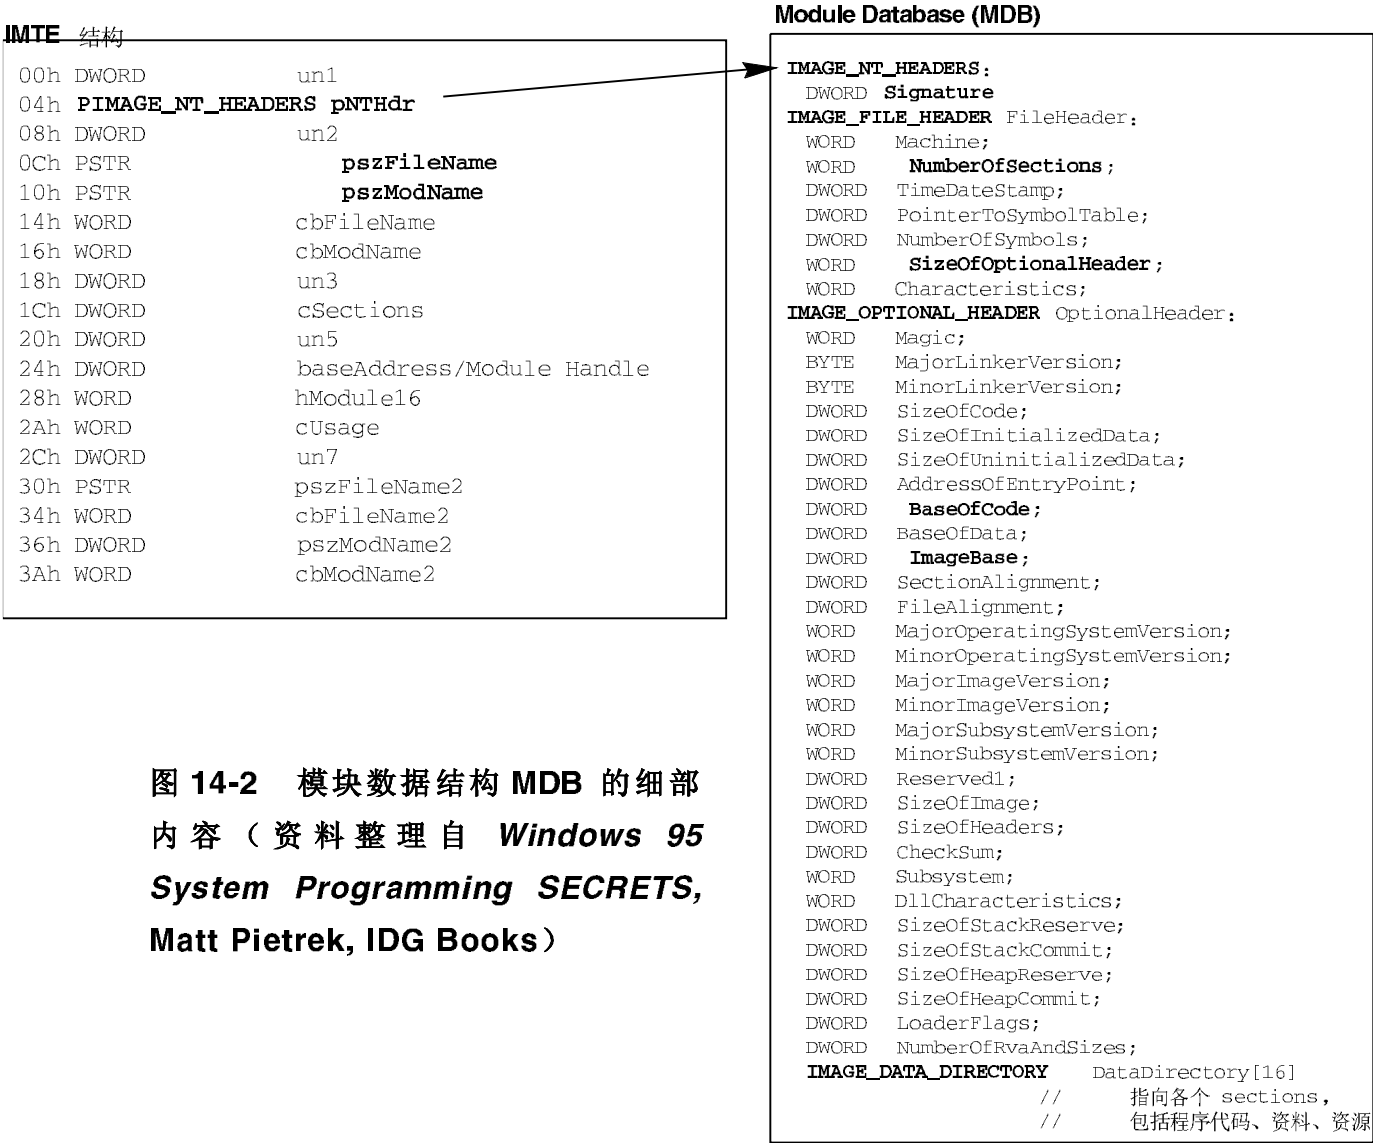 IMTE 结构
00h DWORD un1
04h PIMAGE_NT_HEADERS pNTHdr
08h DWORD un2
0Ch PSTR pszFileName
10h PSTR pszModName
14h WORD cbFileName
16h WORD cbModName
18h DWORD un3
1Ch DWORD cSections
20h DWORD un5
24h DWORD baseAddress/Module Handle
28h WORD hModule16
2Ah WORD cUsage
2Ch DWORD un7
30h PSTR pszFileName2
34h WORD cbFileName2
36h DWORD pszModName2
3Ah WORD cbModName2
Module Database (MDB)
IMAGE_NT_HEADERS:
DWORD Signature
IMAGE_FILE_HEADER FileHeader:
WORD Machine;
WORD NumberOfSections;
DWORD TimeDateStamp;
DWORD PointerToSymbolTable;
DWORD NumberOfSymbols;
WORD SizeOfOptionalHeader;
WORD Characteristics;
IMAGE_OPTIONAL_HEADER OptionalHeader:
WORD Magic;
BYTE MajorLinkerVersion;
BYTE MinorLinkerVersion;
DWORD SizeOfCode;
DWORD SizeOfInitializedData;
DWORD SizeOfUninitializedData;
DWORD AddressOfEntryPoint;
DWORD BaseOfCode;
DWORD BaseOfData;
DWORD ImageBase;
DWORD SectionAlignment;
DWORD FileAlignment;
WORD MajorOperatingSystemVersion;
WORD MinorOperatingSystemVersion;
WORD MajorImageVersion;
WORD MinorImageVersion;
WORD MajorSubsystemVersion;
WORD MinorSubsystemVersion;
DWORD Reserved1;
DWORD SizeOfImage;
DWORD SizeOfHeaders;
DWORD CheckSum;
WORD Subsystem;
WORD DllCharacteristics;
DWORD SizeOfStackReserve;
DWORD SizeOfStackCommit;
DWORD SizeOfHeapReserve;
DWORD SizeOfHeapCommit;
DWORD LoaderFlags;
DWORD NumberOfRvaAndSizes;
IMAGE_DATA_DIRECTORY DataDirectory[16]
// 指向各个 sections,
// 包括程序代码、资料、资源
图 14-2 模块数据结构 MDB 的细部
内容（资料整理自 Windows 95
System Programming SECRETS,
Matt Pietrek, IDG Books）